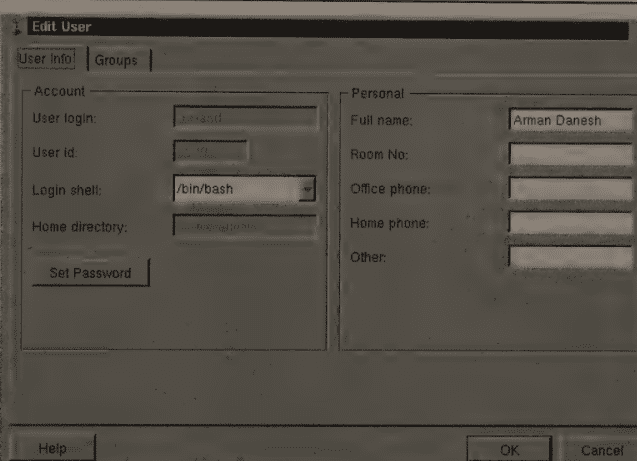 Edit User
User Info
Groups
Account
User login:
User id:
Login shell: /bin/bash
Home directory:
Set Password
Personal
Full name: Arman Danesh
Room No:
Office phone:
Home phone:
Other:
Help
OK
Cancel